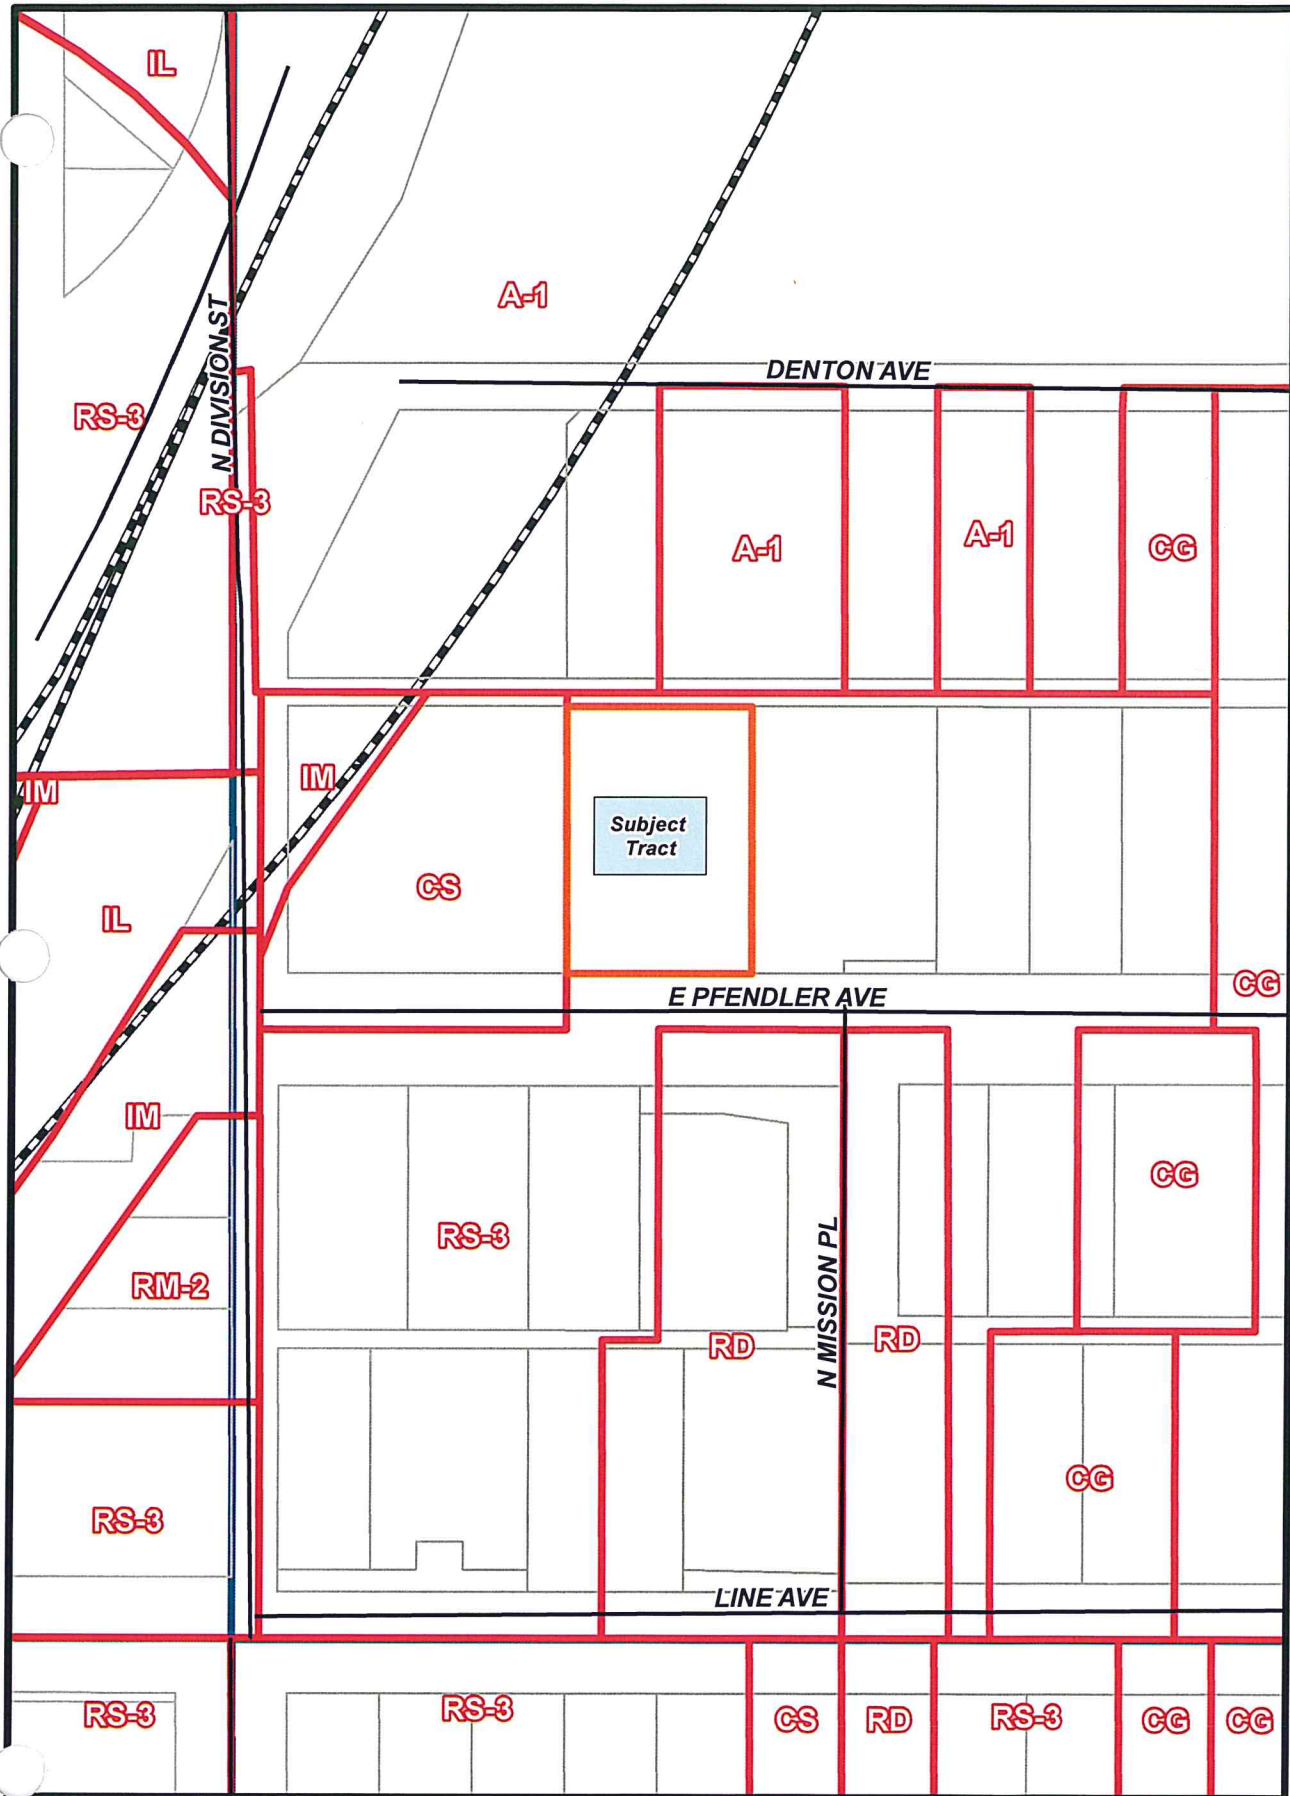 IL
A-1
N DIVISION ST
DENTON AVE
RS-3
RS-3
A-1
A-1
CG
IM
IM
Subject
Tract
CS
IL
CG
E PFENDLER AVE
IM
CG
RS-3
RM-2
N MISSION PL
RD
RD
CG
RS-3
LINE AVE
RS-3
RS-3
CS
RD
RS-3
CG
CG